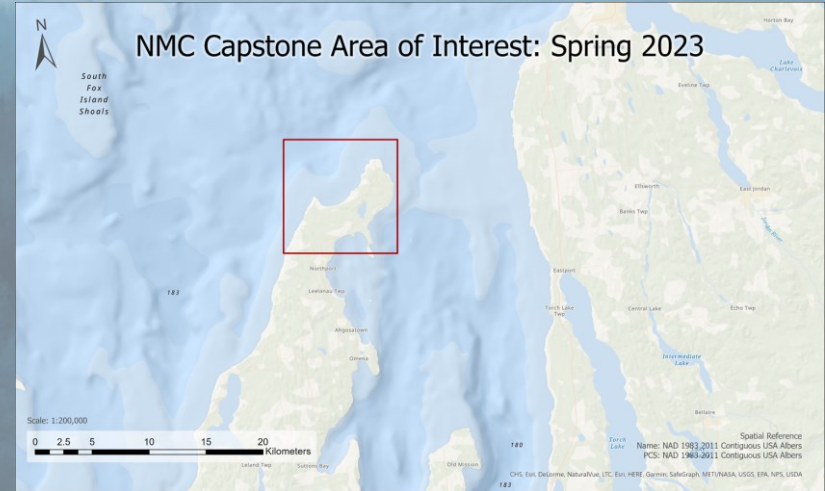 N
NMC Capstone Area of Interest: Spring 2023
Horton Bay
Lake
Charlevoix
South
Fox
Island
Shoals
Eveline Twp
Ellsworth
East Jordan
Banks Twp
Jordan River
Northport
Eastport
183
Leelanau Twp
Torch Lake
Twp
Central Lake
Echo Twp
Ahgosatown
Omena
Intermediate
Lake
Bellaire
Scale: 1:200,000
0 2.5 5 10 15 20
Kilometers
Spatial Reference
Name: NAD 1983 2011 Contiguous USA Albers
PCS: NAD 1983 2011 Contiguous USA Albers
180
Torch
Lake
Leland Twp
Suttons Bay
Old Mission
CHS, Esri, DeLorme, NaturalVue, LTC, Esri, HERE, Garmin, SafeGraph, METI/NASA, USGS, EPA, NPS, USDA
183